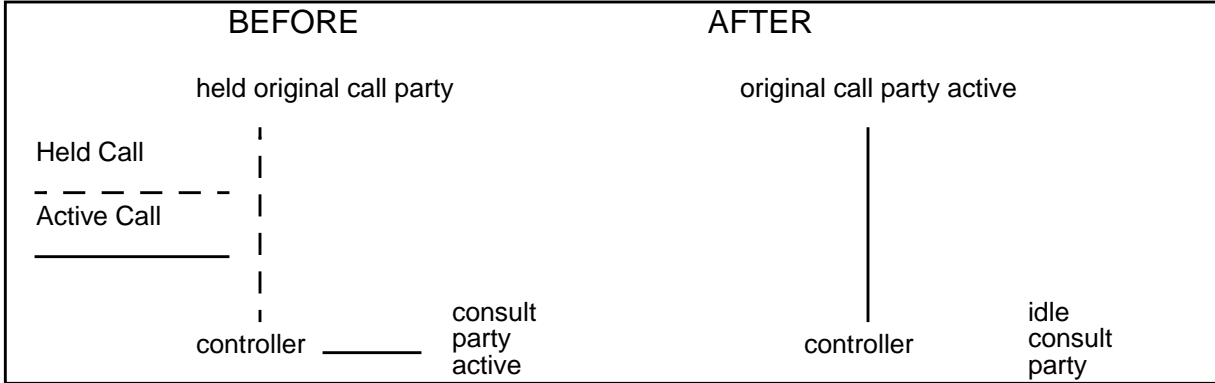 BEFORE
AFTER
held original call party
original call party active
Held Call
Active Call
controller
consult
party
active
controller
idle
consult
party